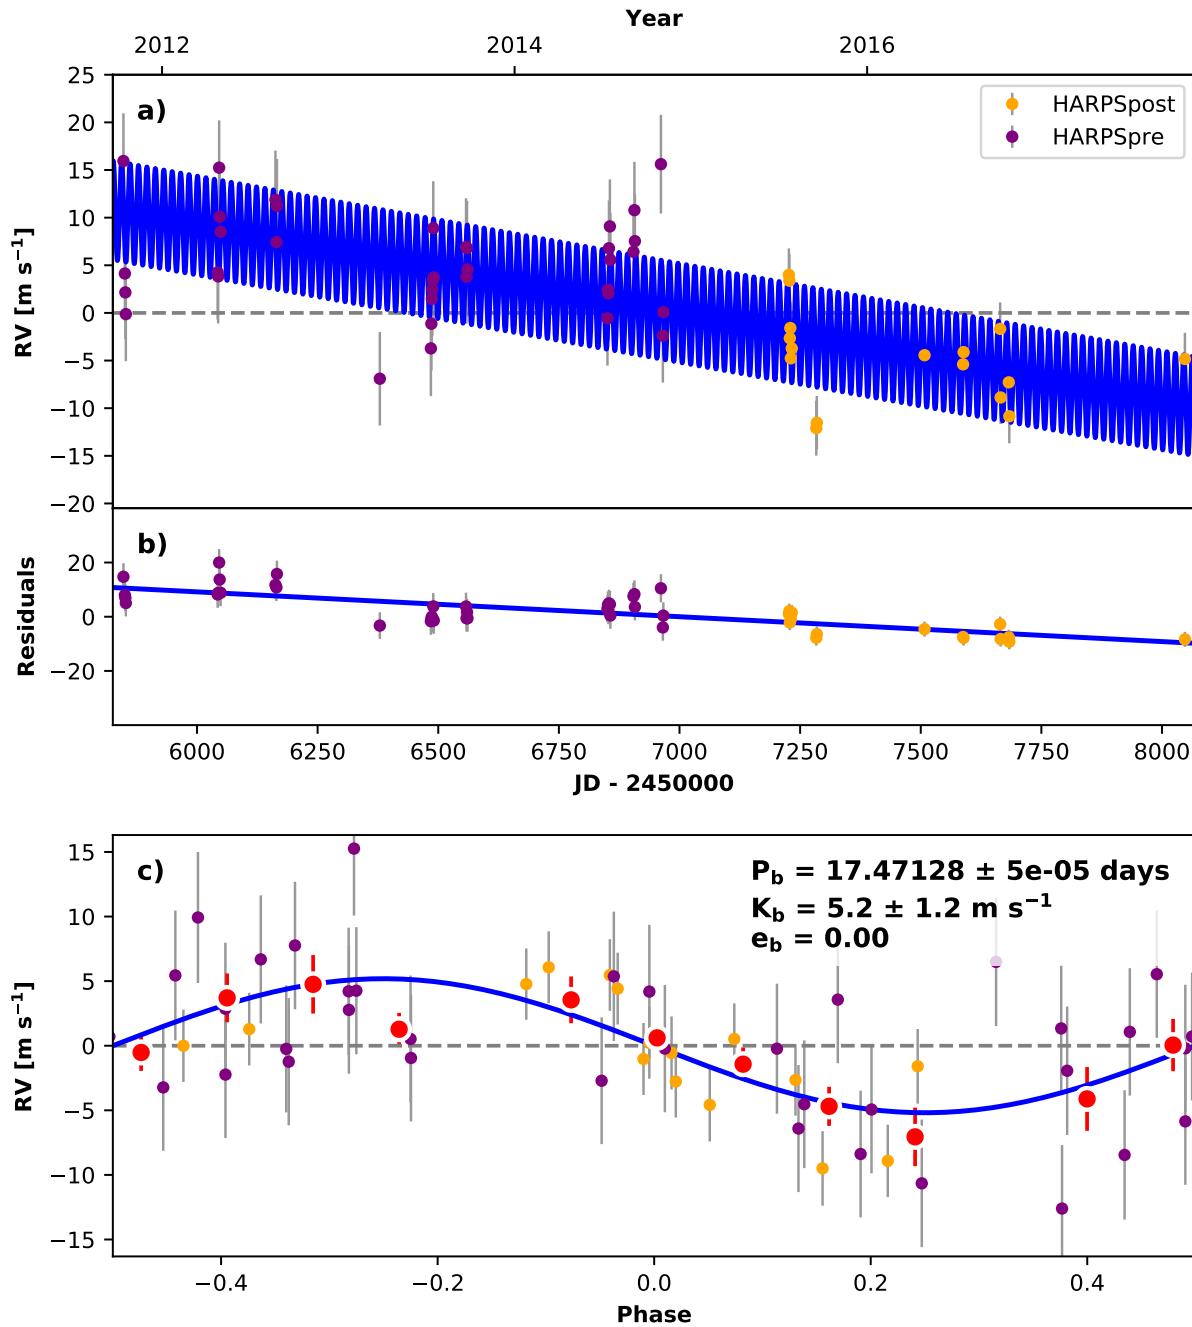 Year
2012 2014 2016
a)
HARPSpost
HARPSpre
25
20
15
10
5
0
−5
−10
−15
−20
RV [m s⁻¹]
b)
20
0
−20
Residuals
6000 6250 6500 6750 7000 7250 7500 7750 8000
JD - 2450000
c)
P_b = 17.47128 ± 5e-05 days
K_b = 5.2 ± 1.2 m s⁻¹
e_b = 0.00
15
10
5
0
−5
−10
−15
RV [m s⁻¹]
−0.4 −0.2 0.0 0.2 0.4
Phase